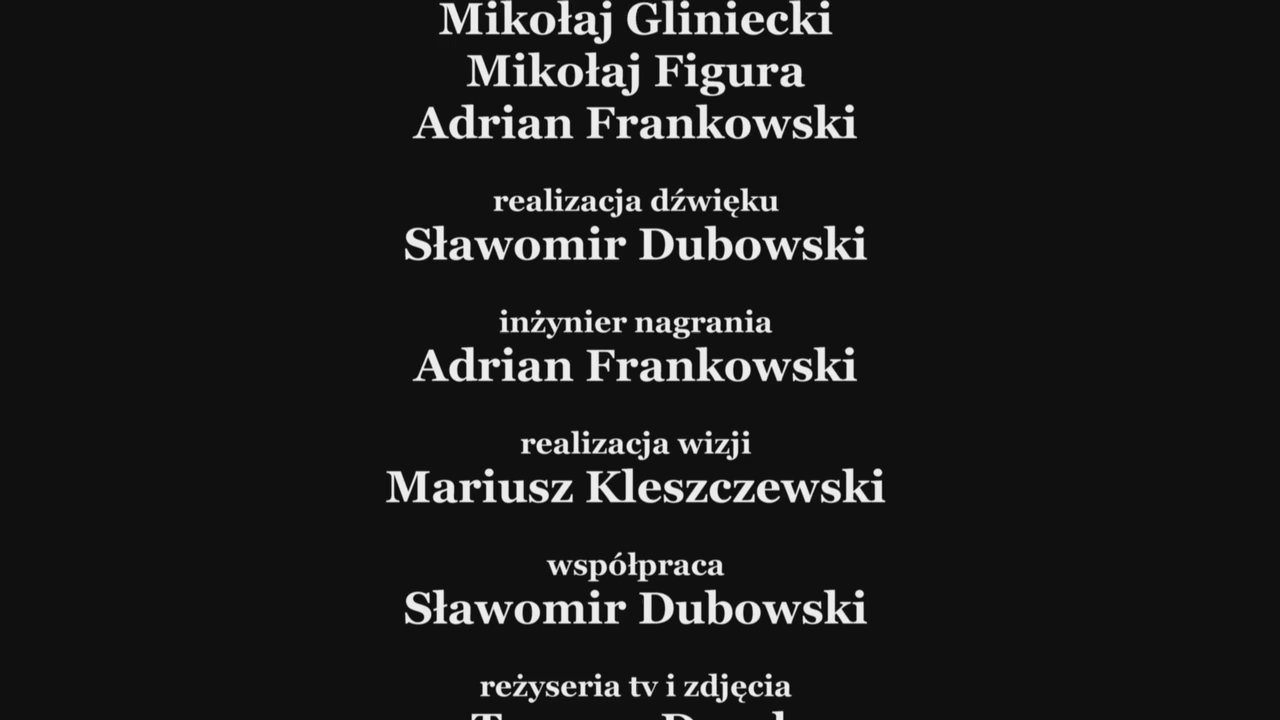 Mikołaj Gliniecki
Mikołaj Figura
Adrian Frankowski
realizacja dźwięku
Sławomir Dubowski
inżynier nagrania
Adrian Frankowski
realizacja wizji
Mariusz Kleszczewski
współpraca
Sławomir Dubowski
reżyseria tv i zdjęcia